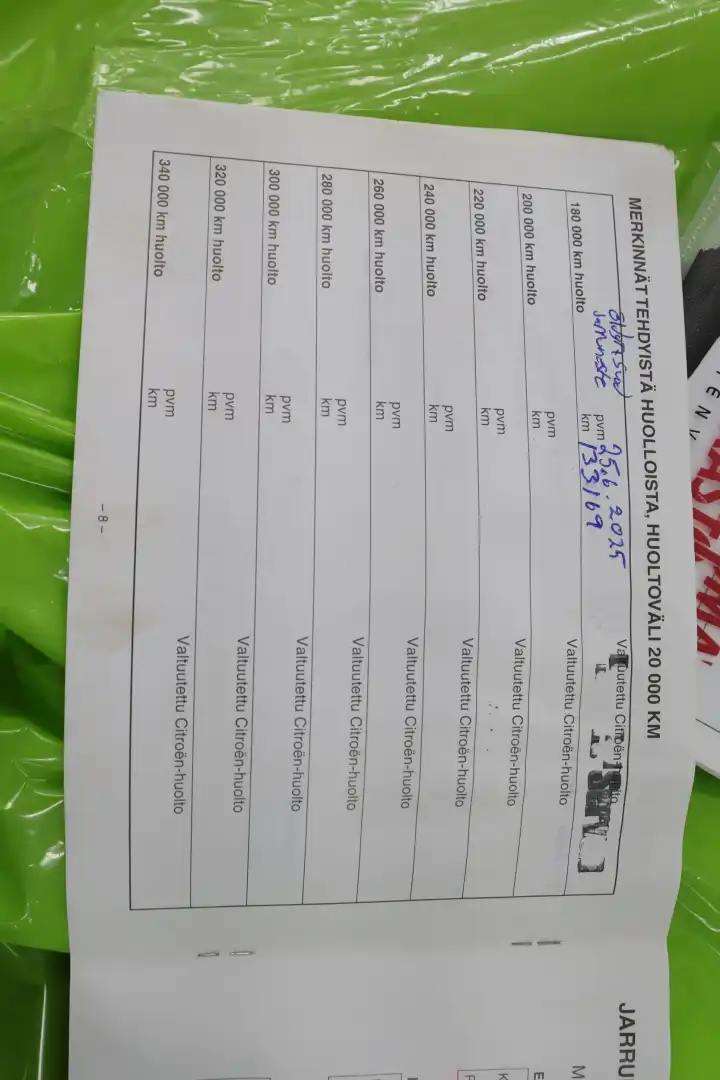 MERKINNÄT TEHDYISTÄ HUOLLOISTA, HUOLTOVÄLI 20 000 KM
180 000 km huolto
Jarruneste
pvm 25.6.2025
km 133169
Valtuutettu Citroën-huolto
200 000 km huolto
pvm
km
Valtuutettu Citroën-huolto
220 000 km huolto
pvm
km
Valtuutettu Citroën-huolto
240 000 km huolto
pvm
km
Valtuutettu Citroën-huolto
260 000 km huolto
pvm
km
Valtuutettu Citroën-huolto
280 000 km huolto
pvm
km
Valtuutettu Citroën-huolto
300 000 km huolto
pvm
km
Valtuutettu Citroën-huolto
320 000 km huolto
pvm
km
Valtuutettu Citroën-huolto
340 000 km huolto
pvm
km
Valtuutettu Citroën-huolto
– 8 –
JARRU